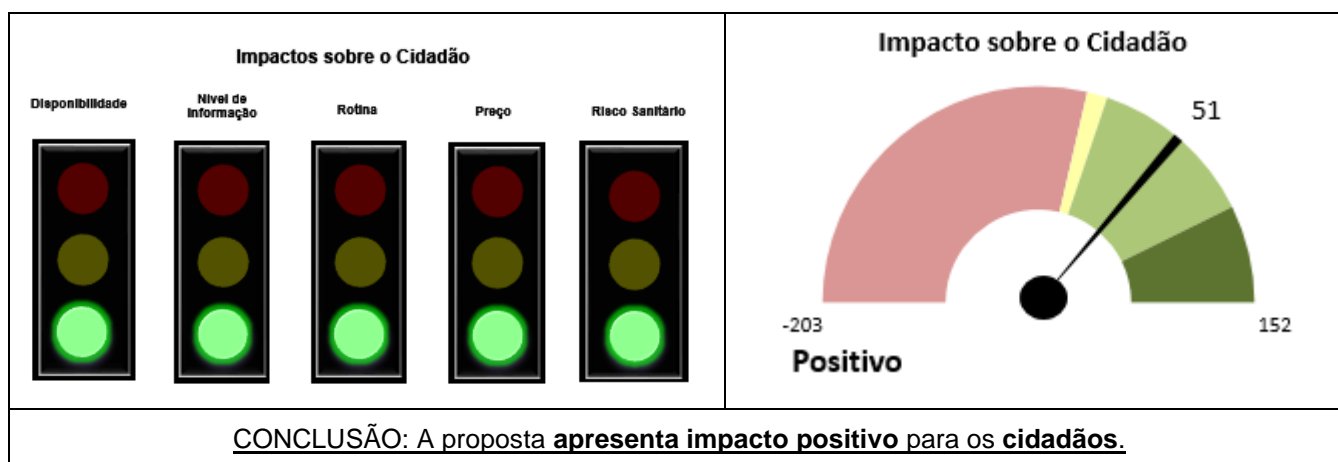 Impactos sobre o Cidadão
Disponibilidade
Nivel de
Informação
Rotina
Preço
Risco Sanitário
Impacto sobre o Cidadão
51
-203
152
Positivo
CONCLUSÃO: A proposta apresenta impacto positivo para os cidadãos.